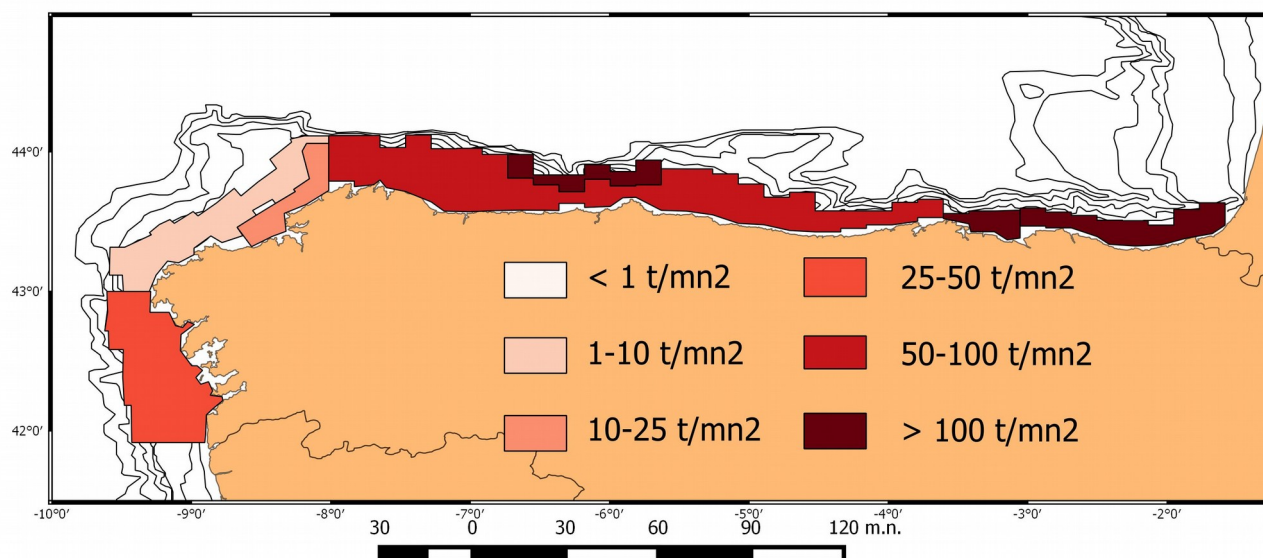 44°0'
43°0'
42°0'
< 1 t/mn2
25-50 t/mn2
1-10 t/mn2
50-100 t/mn2
10-25 t/mn2
> 100 t/mn2
-10°0' -9°0' -8°0' -7°0' -6°0' -5°0' -4°0' -3°0' -2°0'
30 0 30 60 90 120 m.n.